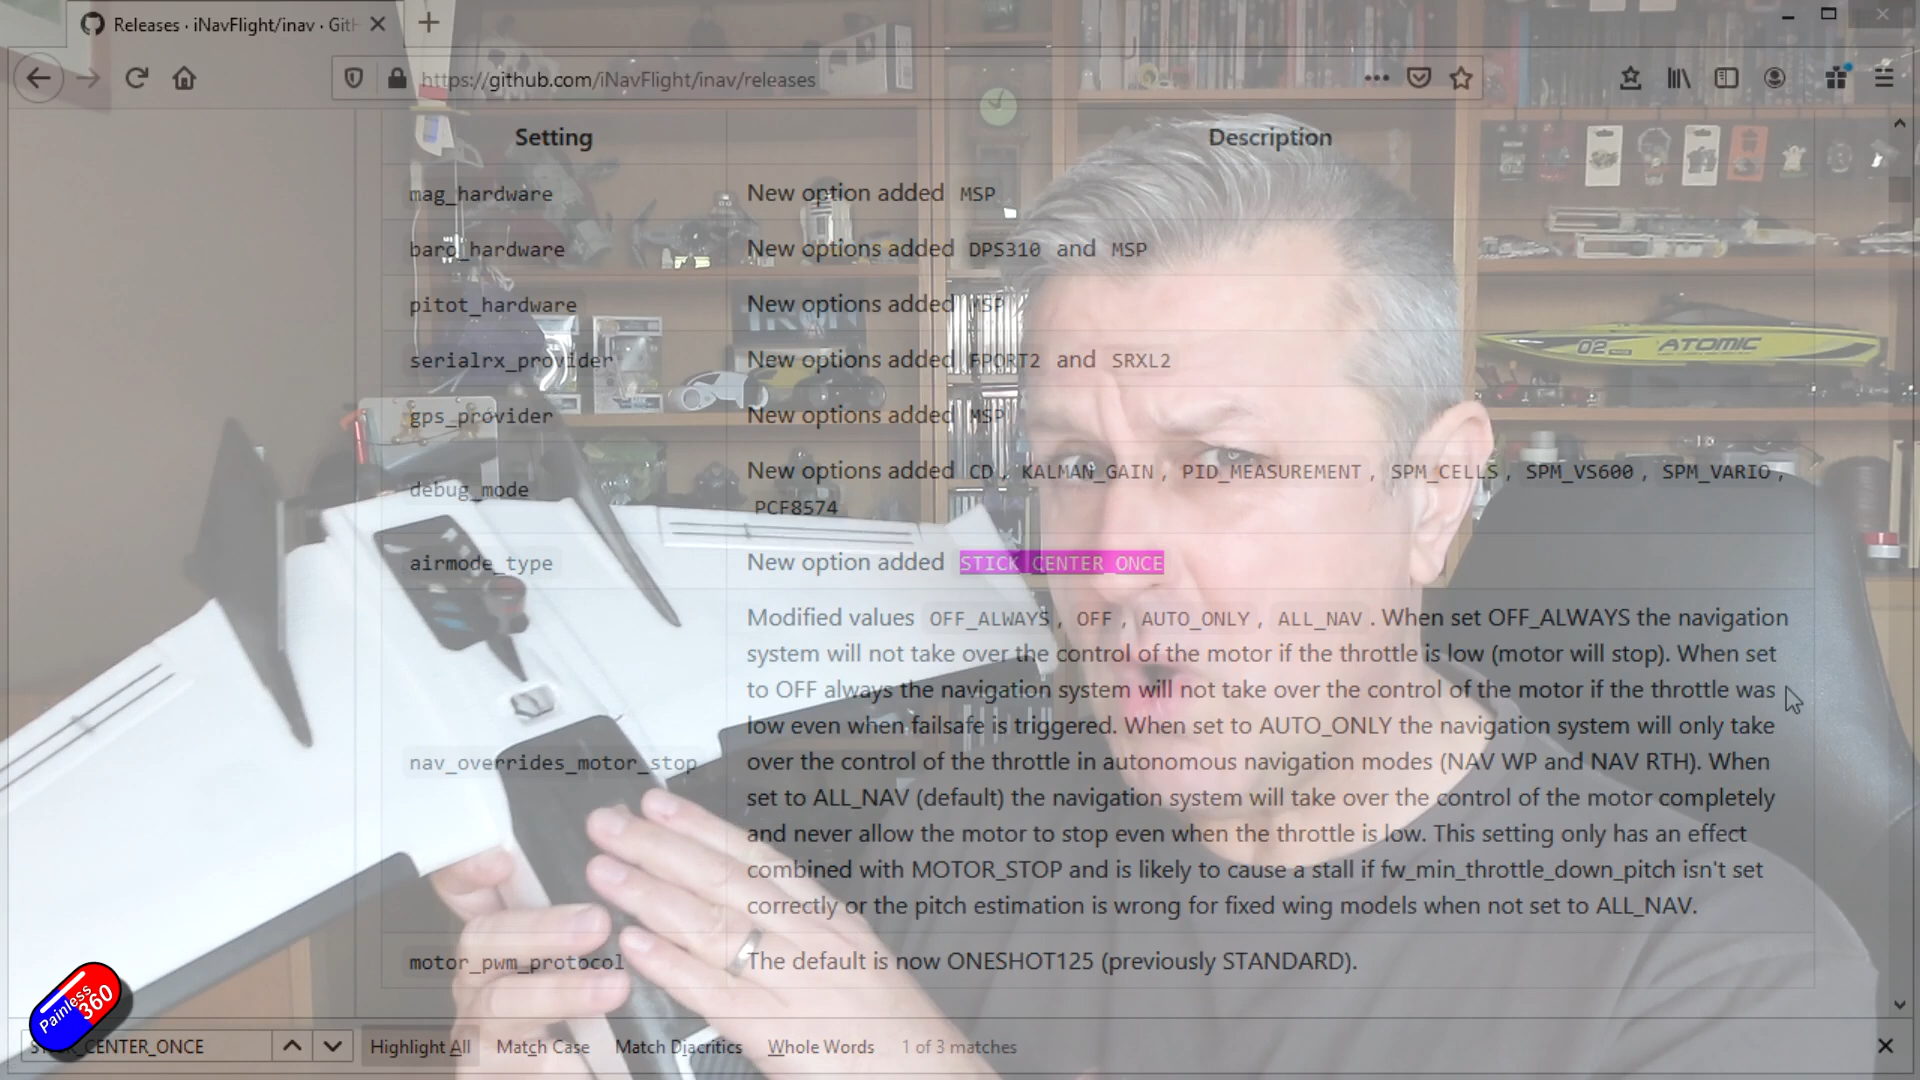 Releases · iNavFlight/inav · Git
https://github.com/iNavFlight/inav/releases
Setting Description
mag_hardware New option added MSP
baro_hardware New options added DPS310 and MSP
pitot_hardware New options added MSP
serialrx_provider New options added FPORT2 and SRXL2
gps_provider New options added MSP
debug_mode New options added CD , KALMAN_GAIN , PID_MEASUREMENT , SPM_CELLS , SPM_VS600 , SPM_VARIO ,
PCF8574
airmode_type New option added STICK_CENTER_ONCE
Modified values OFF_ALWAYS , OFF , AUTO_ONLY , ALL_NAV . When set OFF_ALWAYS the navigation
system will not take over the control of the motor if the throttle is low (motor will stop). When set
to OFF always the navigation system will not take over the control of the motor if the throttle was
low even when failsafe is triggered. When set to AUTO_ONLY the navigation system will only take
nav_overrides_motor_stop over the control of the throttle in autonomous navigation modes (NAV WP and NAV RTH). When
set to ALL_NAV (default) the navigation system will take over the control of the motor completely
and never allow the motor to stop even when the throttle is low. This setting only has an effect
combined with MOTOR_STOP and is likely to cause a stall if fw_min_throttle_down_pitch isn't set
correctly or the pitch estimation is wrong for fixed wing models when not set to ALL_NAV.
motor_pwm_protocol The default is now ONESHOT125 (previously STANDARD).
02 ATOMIC
Painless
360
CENTER_ONCE Highlight All Match Case Match Diacritics Whole Words 1 of 3 matches